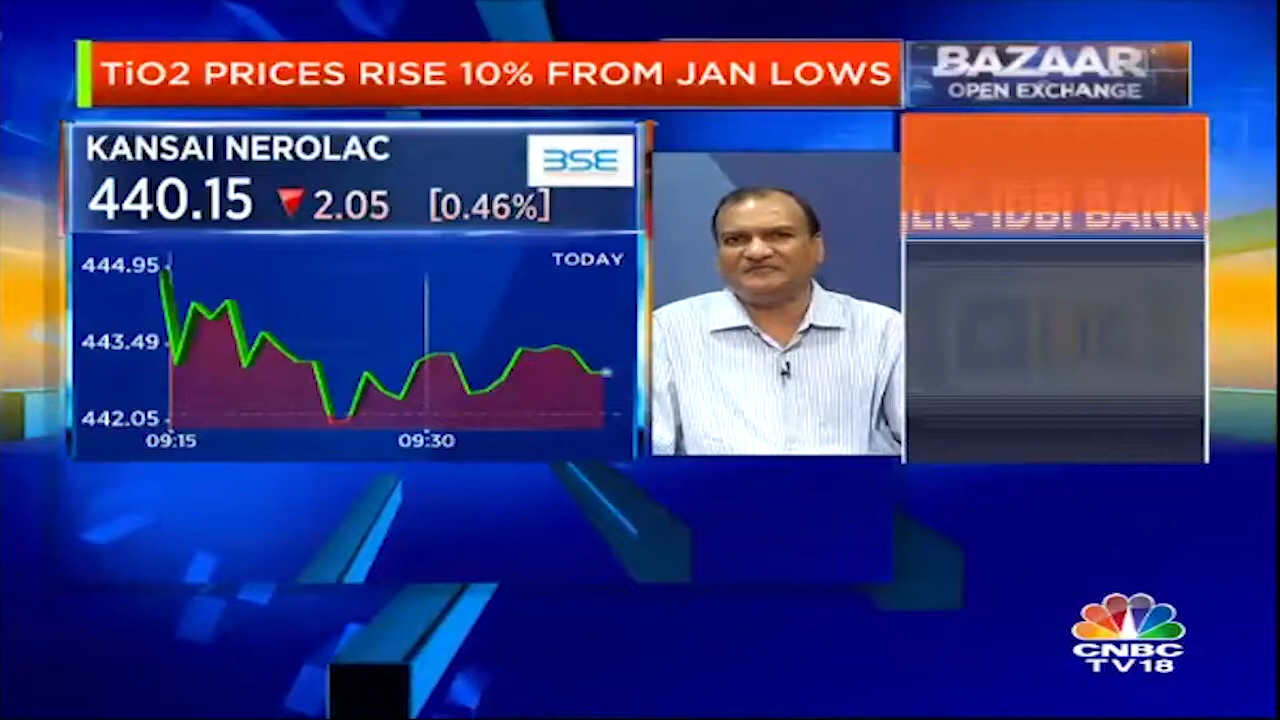 TiO2 PRICES RISE 10% FROM JAN LOWS
BAZAAR
OPEN EXCHANGE
KANSAI NEROLAC
BSE
440.15 ▼ 2.05 [0.46%]
TODAY
444.95
443.49
442.05
09:15 09:30
LIC-IDBI BANK
CNBC
TV18